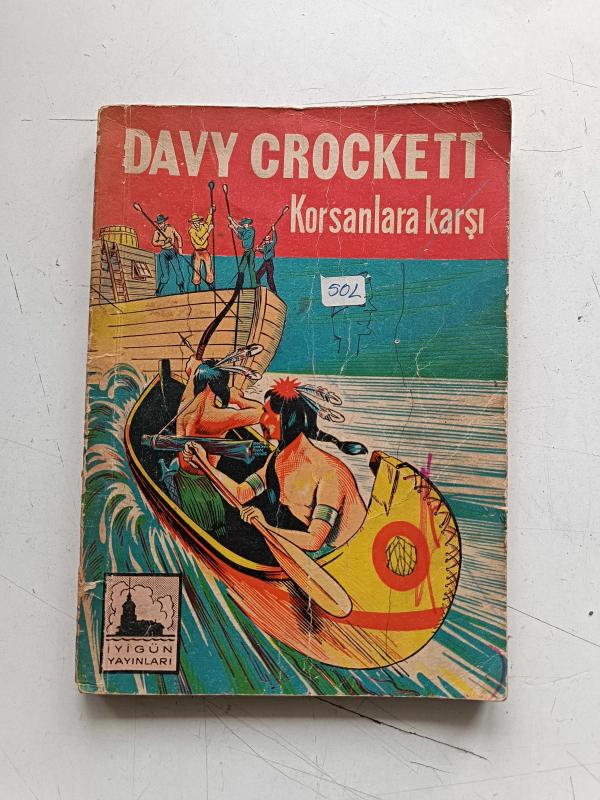 DAVY CROCKETT
Korsanlara karşı
50L
İYİGÜN
YAYINLARI